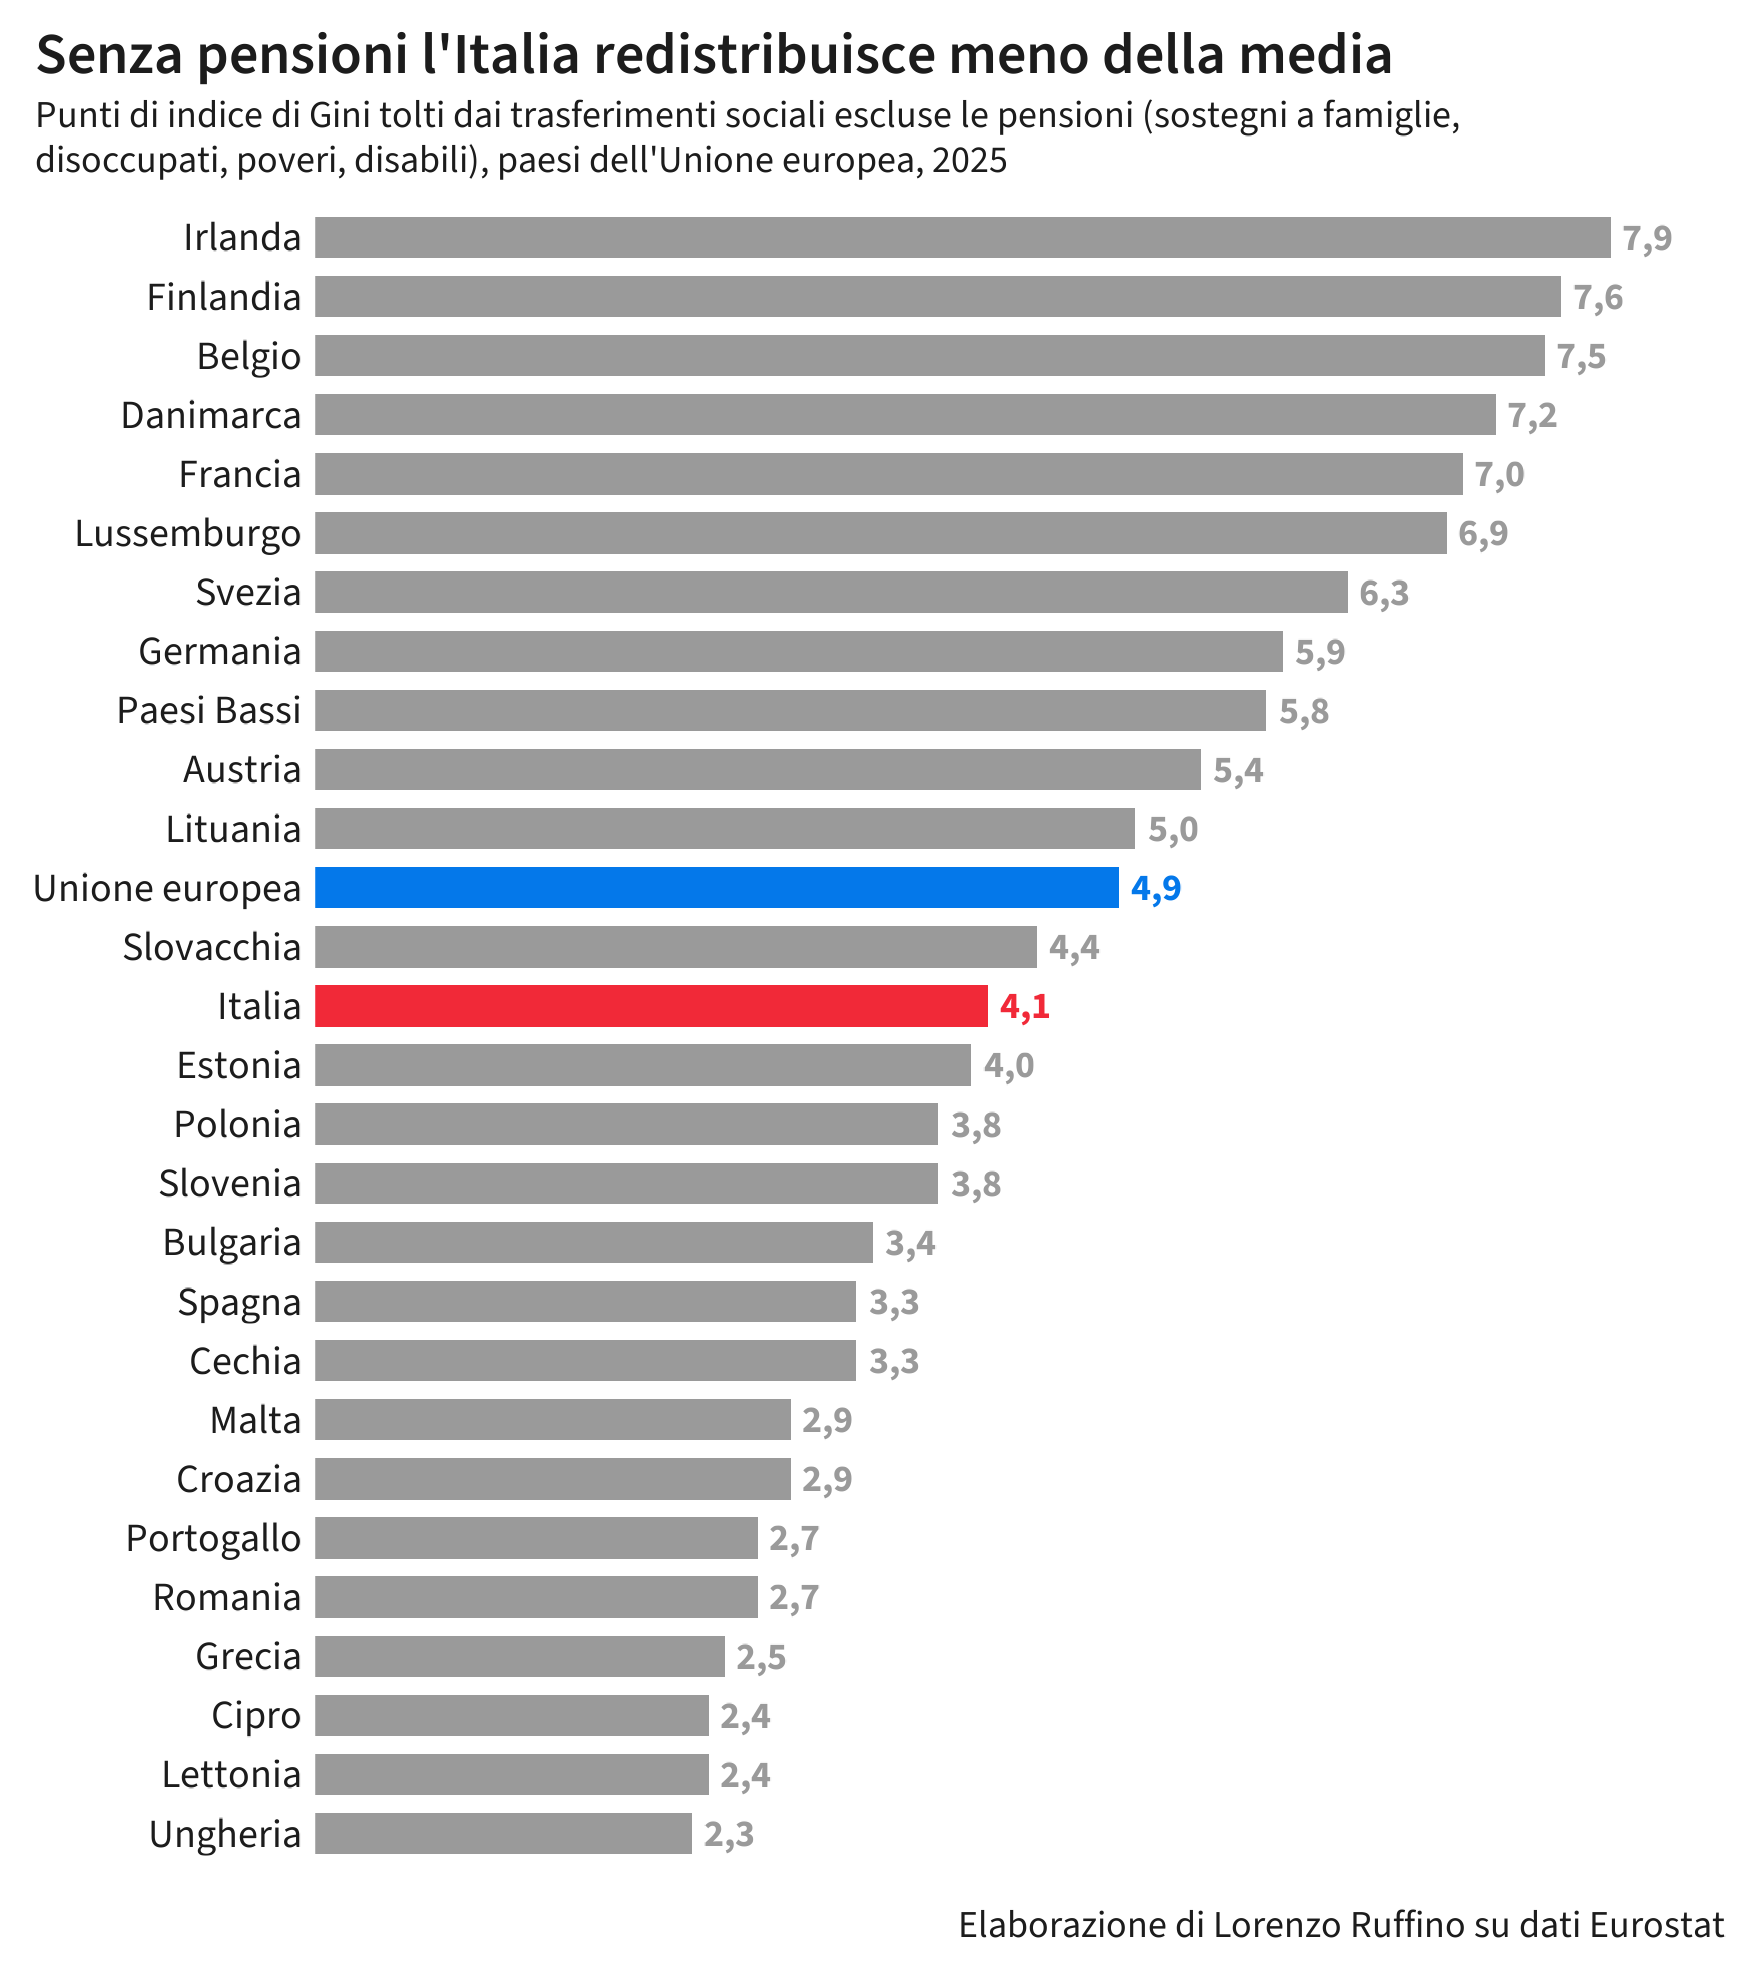 Senza pensioni l'Italia redistribuisce meno della media
Punti di indice di Gini tolti dai trasferimenti sociali escluse le pensioni (sostegni a famiglie,
disoccupati, poveri, disabili), paesi dell'Unione europea, 2025
Irlanda 7,9
Finlandia 7,6
Belgio 7,5
Danimarca 7,2
Francia 7,0
Lussemburgo 6,9
Svezia 6,3
Germania 5,9
Paesi Bassi 5,8
Austria 5,4
Lituania 5,0
Unione europea 4,9
Slovacchia 4,4
Italia 4,1
Estonia 4,0
Polonia 3,8
Slovenia 3,8
Bulgaria 3,4
Spagna 3,3
Cechia 3,3
Malta 2,9
Croazia 2,9
Portogallo 2,7
Romania 2,7
Grecia 2,5
Cipro 2,4
Lettonia 2,4
Ungheria 2,3
Elaborazione di Lorenzo Ruffino su dati Eurostat